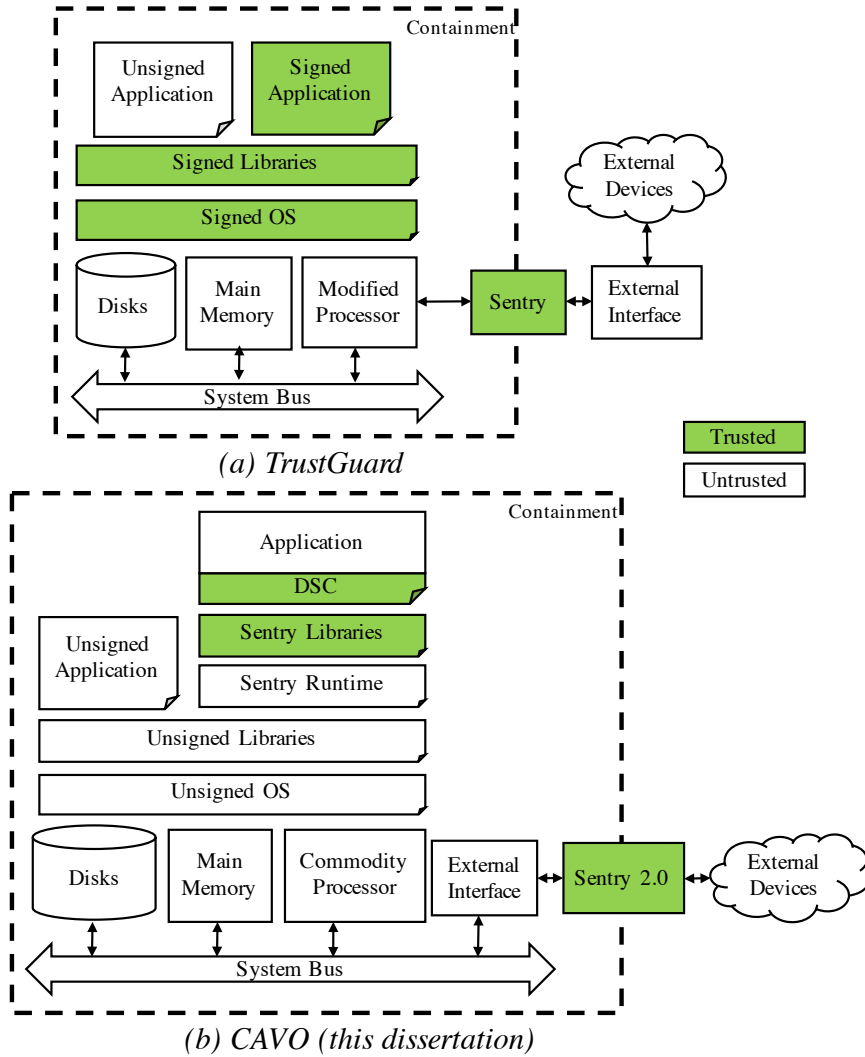 Containment
Unsigned
Application
Signed
Application
Signed Libraries
Signed OS
External
Devices
Disks
Main
Memory
Modified
Processor
Sentry
External
Interface
System Bus
(a) TrustGuard
Trusted
Untrusted
Containment
Application
DSC
Sentry Libraries
Unsigned
Application
Sentry Runtime
Unsigned Libraries
Unsigned OS
Disks
Main
Memory
Commodity
Processor
External
Interface
Sentry 2.0
External
Devices
System Bus
(b) CAVO (this dissertation)